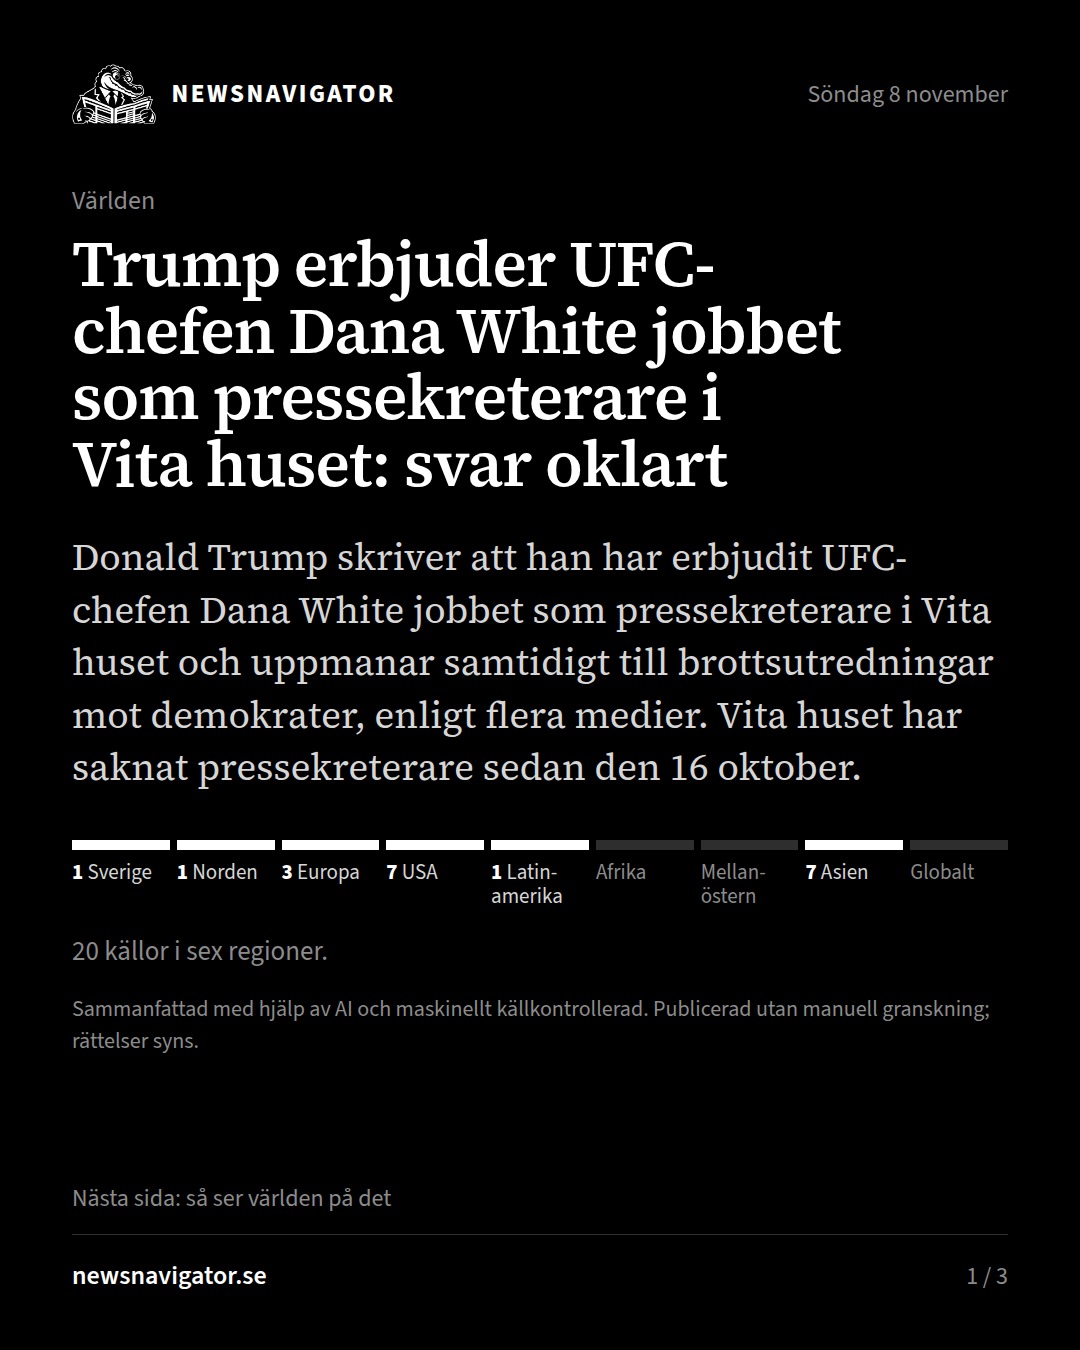 NEWSNAVIGATOR
Söndag 8 november
Världen
Trump erbjuder UFC-
chefen Dana White jobbet
som pressekreterare i
Vita huset: svar oklart
Donald Trump skriver att han har erbjudit UFC-
chefen Dana White jobbet som pressekreterare i Vita
huset och uppmanar samtidigt till brottsutredningar
mot demokrater, enligt flera medier. Vita huset har
saknat pressekreterare sedan den 16 oktober.
1 Sverige
1 Norden
3 Europa
7 USA
1 Latin-
amerika
Afrika
Mellan-
östern
7 Asien
Globalt
20 källor i sex regioner.
Sammanfattad med hjälp av AI och maskinellt källkontrollerad. Publicerad utan manuell granskning;
rättelser syns.
Nästa sida: så ser världen på det
newsnavigator.se
1 / 3